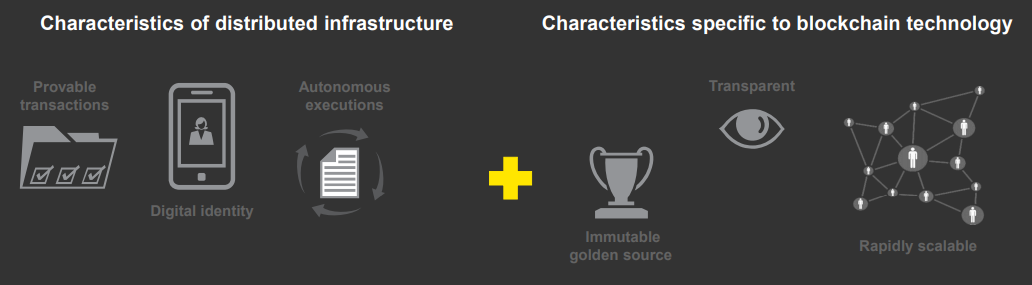 Characteristics of distributed infrastructure
Provable
transactions
Digital identity
Autonomous
executions
Characteristics specific to blockchain technology
Immutable
golden source
Transparent
Rapidly scalable